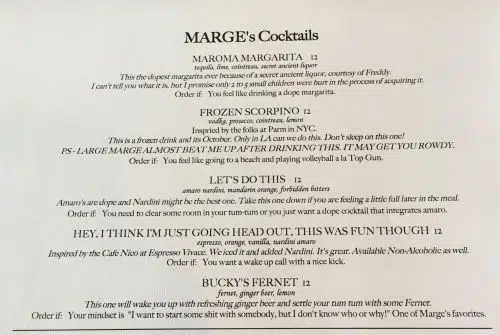 MARGE's Cocktails
MAROMA MARGARITA 12
tequila, lime, cointreau, secret ancient liquor
This the dopest margarita ever because of a secret ancient liquor, courtesy of Freddy.
I can't tell you what it is, but I promise only 2 to 5 small children were hurt in the process of acquiring it.
Order if: You feel like drinking a dope margarita.
FROZEN SCORPINO 12
vodka, prosecco, cointreau, lemon
Inspried by the folks at Parm in NYC.
This is a frozen drink and its October. Only in LA can we do this. Don't sleep on this one!
PS - LARGE MARGE ALMOST BEAT ME UP AFTER DRINKING THIS. IT MAY GET YOU ROWDY.
Order if: You feel like going to a beach and playing volleyball a la Top Gun.
LET'S DO THIS 12
amaro nardini, mandarin orange, forbidden bitters
Amaro's are dope and Nardini might be the best one. Take this one down if you are feeling a little full later in the meal.
Order if: You need to clear some room in your tum-tum or you just want a dope cocktail that integrates amaro.
HEY, I THINK I'M JUST GOING HEAD OUT, THIS WAS FUN THOUGH 12
espresso, orange, vanilla, nardini amaro
Inspired by the Cafe Nico at Espresso Vivace. We iced it and added Nardini. It's great. Available Non-Alcoholic as well.
Order if: You want a wake up call with a nice kick.
BUCKY'S FERNET 12
fernet, ginger beer, lemon
This one will wake you up with refreshing ginger beer and settle your tum tum with some Fernet.
Order if: Your mindset is "I want to start some shit with somebody, but I don't know who or why!" One of Marge's favorites.